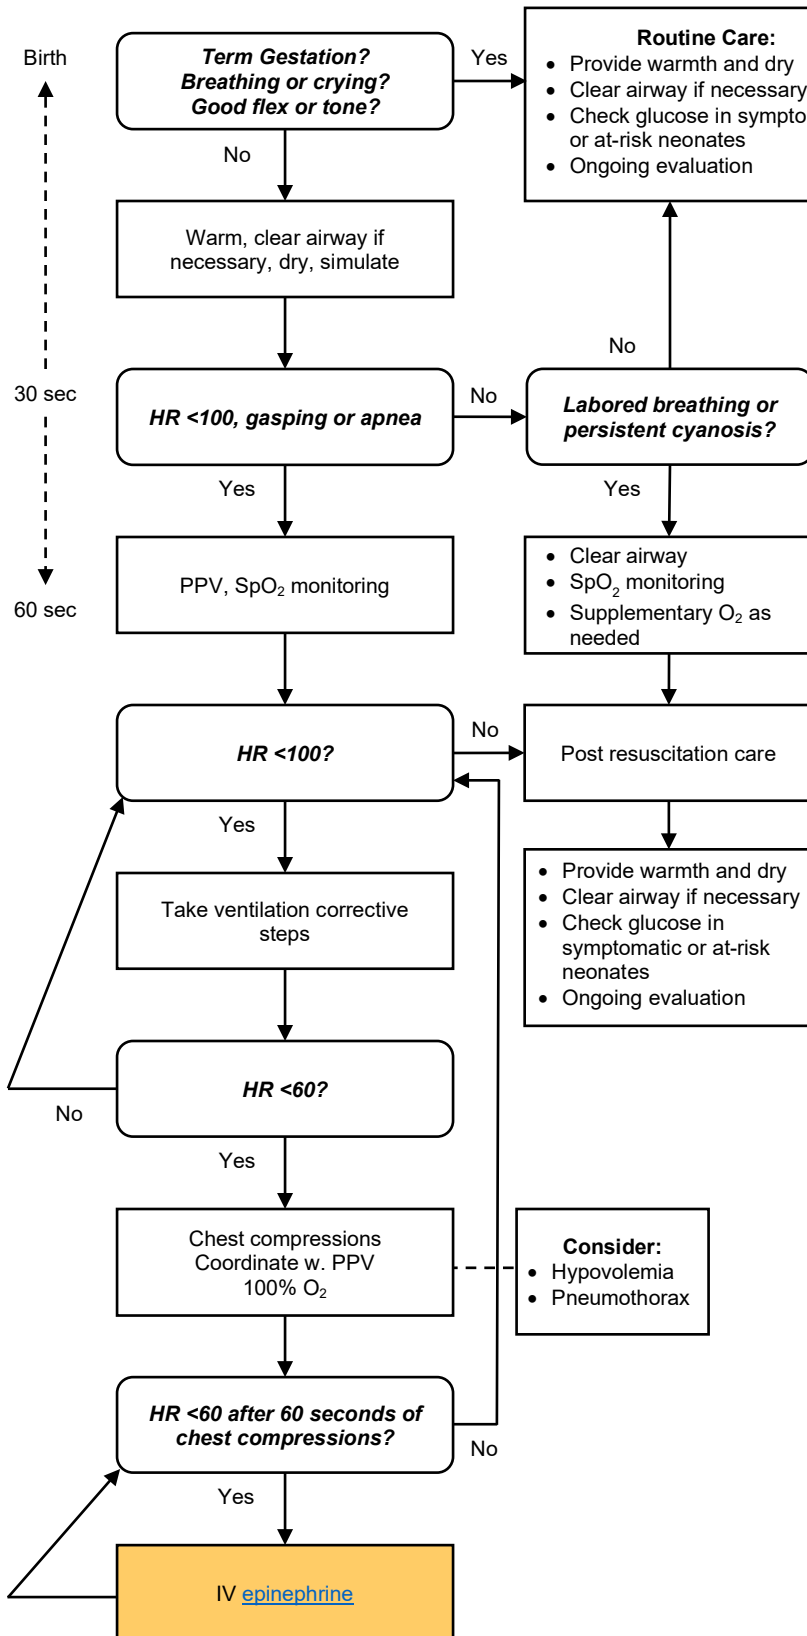 Birth
Term Gestation?
Breathing or crying?
Good flex or tone?
Yes
Routine Care:
• Provide warmth and dry
• Clear airway if necessary
• Check glucose in
or at-risk neonates
• Ongoing evaluation
No
Warm, clear airway if
necessary, dry, simulate
No
30 sec
HR <100, gasping or apnea
No
Labored breathing or
persistent cyanosis?
Yes
Yes
60 sec
PPV, SpO₂ monitoring
• Clear airway
• SpO₂ monitoring
• Supplementary O₂ as
needed
HR <100?
No
Post resuscitation care
Yes
Take ventilation corrective
steps
• Provide warmth and dry
• Clear airway if necessary
• Check glucose in
symptomatic or at-risk
neonates
• Ongoing evaluation
HR <60?
No
Yes
Chest compressions
Coordinate w. PPV
100% O₂
Consider:
• Hypovolemia
• Pneumothorax
HR <60 after 60 seconds of
chest compressions?
No
Yes
IV epinephrine